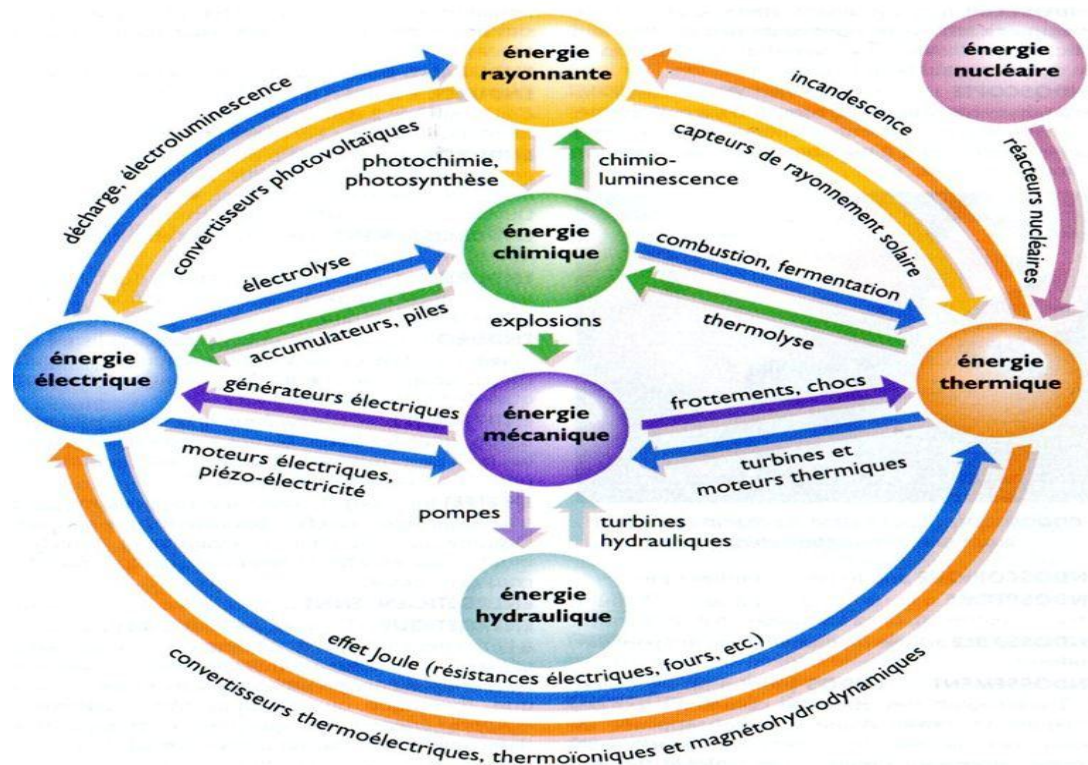 énergie
rayonnante
énergie
nucléaire
incandescence
décharge, électroluminescence
convertisseurs photovoltaïques
photochimie,
photosynthèse
chimio-
luminescence
capteurs de rayonnement solaire
réacteurs nucléaires
énergie
chimique
électrolyse
combustion, fermentation
accumulateurs, piles
explosions
thermolyse
énergie
électrique
énergie
thermique
générateurs électriques
énergie
mécanique
frottements, chocs
moteurs électriques,
piézo-électricité
turbines et
moteurs thermiques
pompes
turbines
hydrauliques
énergie
hydraulique
effet Joule (résistances électriques, fours, etc.)
convertisseurs thermoélectriques, thermoïoniques et magnétohydrodynamiques